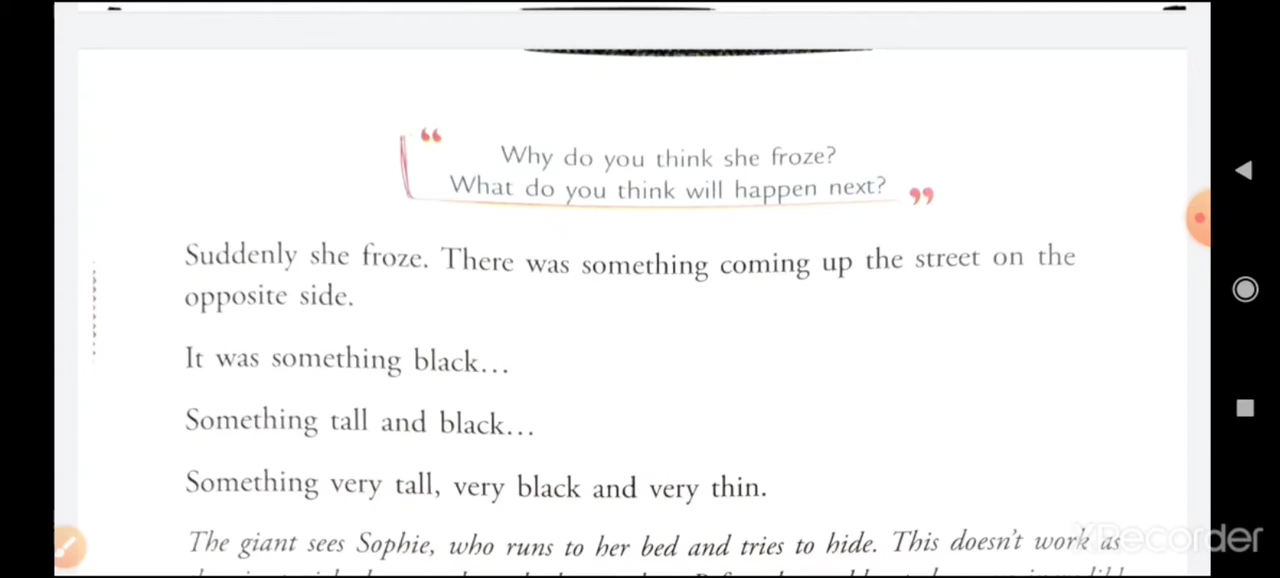 Why do you think she froze?
What do you think will happen next?
Suddenly she froze. There was something coming up the street on the
opposite side.
It was something black...
Something tall and black...
Something very tall, very black and very thin.
The giant sees Sophie, who runs to her bed and tries to hide. This doesn't work as
XRecorder